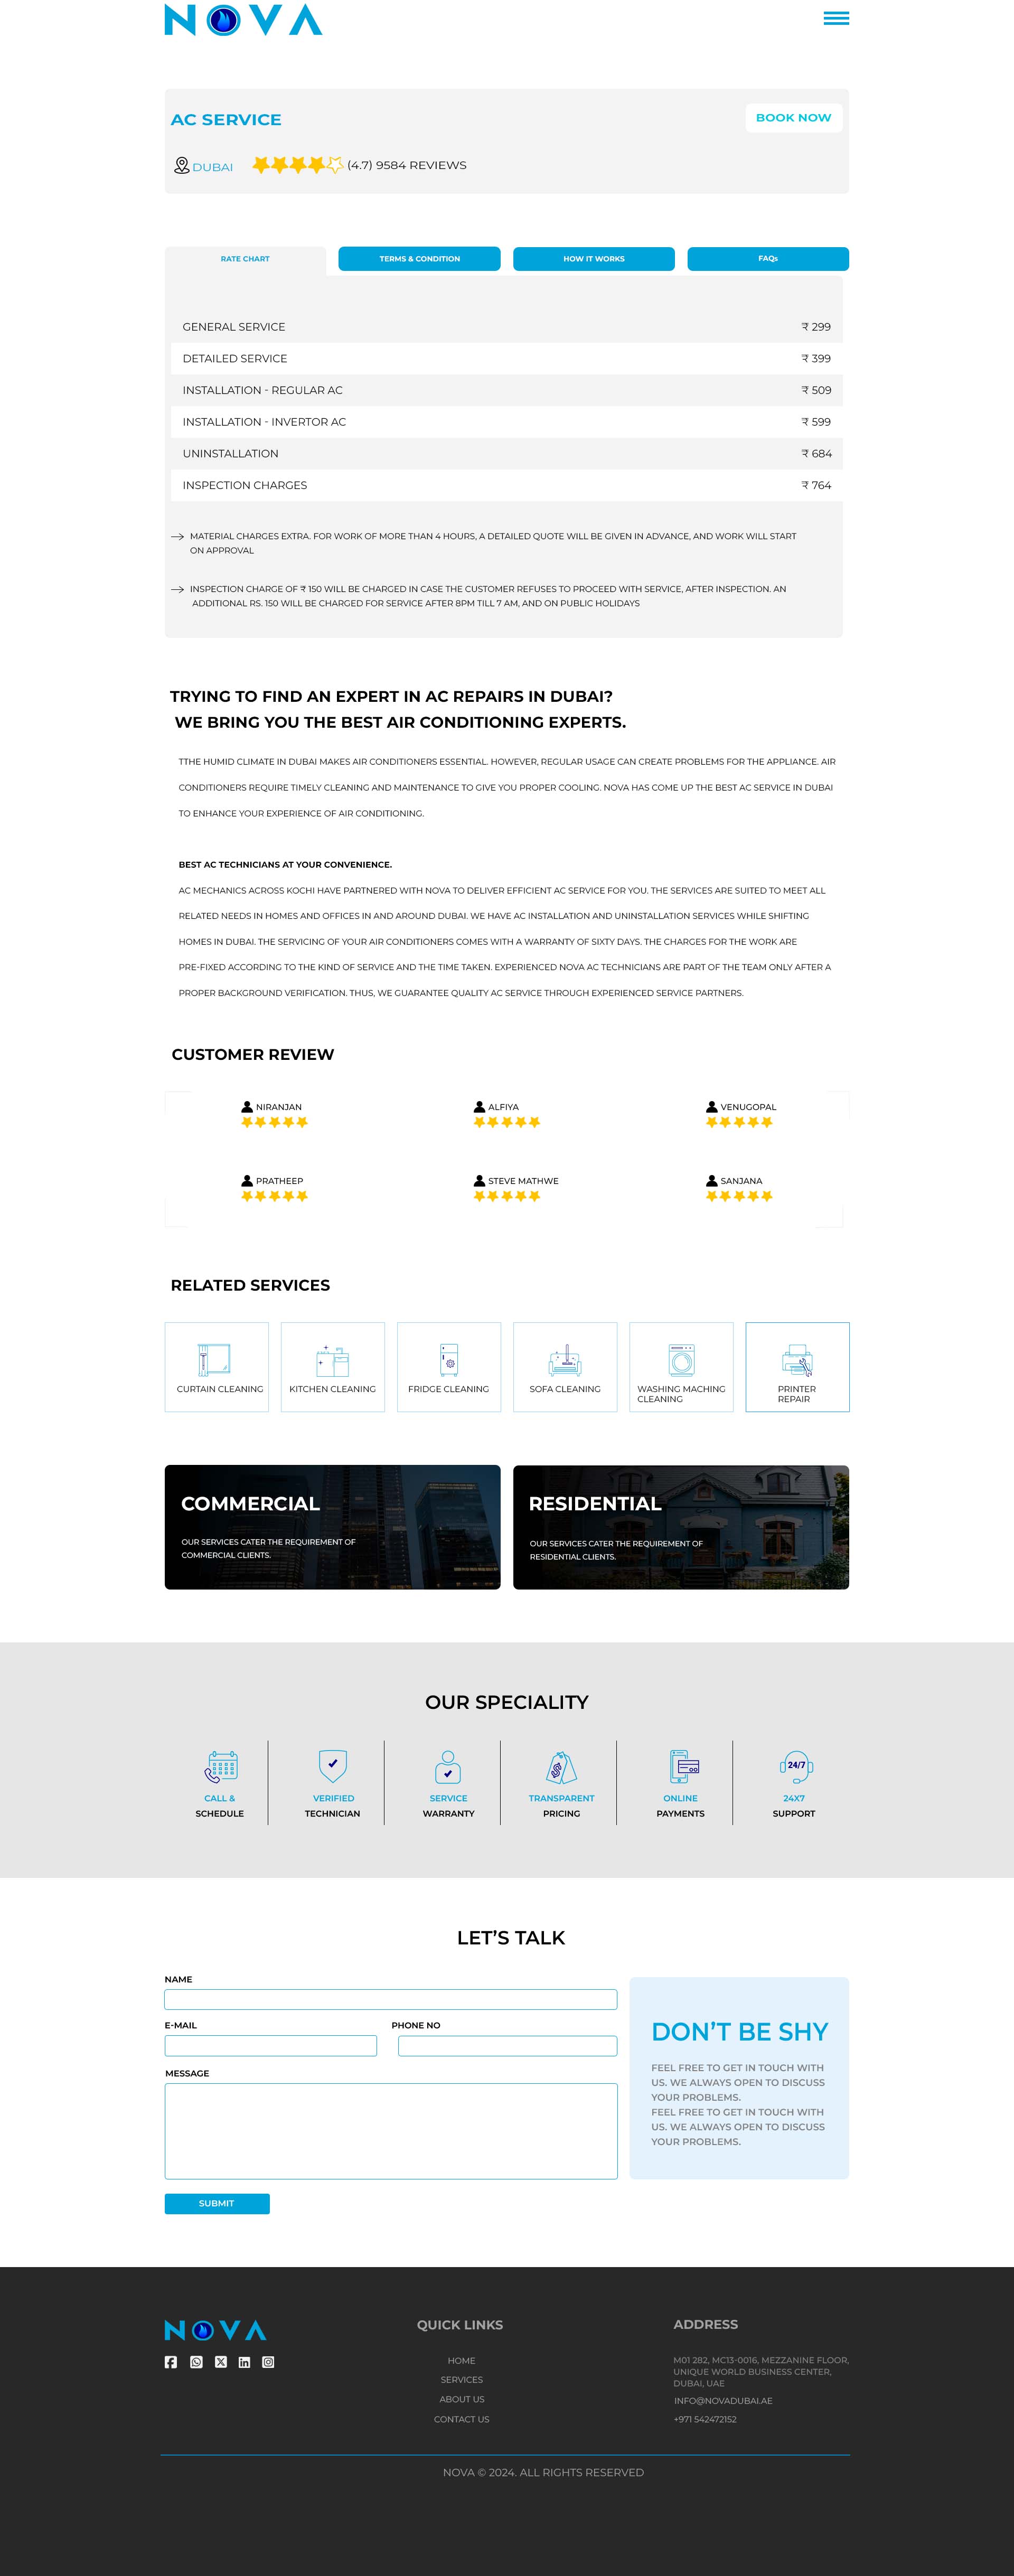 NOVA
AC SERVICE
BOOK NOW
DUBAI
(4.7) 9584 REVIEWS
RATE CHART
TERMS & CONDITION
HOW IT WORKS
FAQs
GENERAL SERVICE ₹ 299
DETAILED SERVICE ₹ 399
INSTALLATION - REGULAR AC ₹ 509
INSTALLATION - INVERTOR AC ₹ 599
UNINSTALLATION ₹ 684
INSPECTION CHARGES ₹ 764
MATERIAL CHARGES EXTRA. FOR WORK OF MORE THAN 4 HOURS, A DETAILED QUOTE WILL BE GIVEN IN ADVANCE, AND WORK WILL START
ON APPROVAL
INSPECTION CHARGE OF ₹ 150 WILL BE CHARGED IN CASE THE CUSTOMER REFUSES TO PROCEED WITH SERVICE, AFTER INSPECTION. AN
ADDITIONAL RS. 150 WILL BE CHARGED FOR SERVICE AFTER 8PM TILL 7 AM, AND ON PUBLIC HOLIDAYS
TRYING TO FIND AN EXPERT IN AC REPAIRS IN DUBAI?
WE BRING YOU THE BEST AIR CONDITIONING EXPERTS.
TTHE HUMID CLIMATE IN DUBAI MAKES AIR CONDITIONERS ESSENTIAL. HOWEVER, REGULAR USAGE CAN CREATE PROBLEMS FOR THE APPLIANCE. AIR
CONDITIONERS REQUIRE TIMELY CLEANING AND MAINTENANCE TO GIVE YOU PROPER COOLING. NOVA HAS COME UP THE BEST AC SERVICE IN DUBAI
TO ENHANCE YOUR EXPERIENCE OF AIR CONDITIONING.
BEST AC TECHNICIANS AT YOUR CONVENIENCE.
AC MECHANICS ACROSS KOCHI HAVE PARTNERED WITH NOVA TO DELIVER EFFICIENT AC SERVICE FOR YOU. THE SERVICES ARE SUITED TO MEET ALL
RELATED NEEDS IN HOMES AND OFFICES IN AND AROUND DUBAI. WE HAVE AC INSTALLATION AND UNINSTALLATION SERVICES WHILE SHIFTING
HOMES IN DUBAI. THE SERVICING OF YOUR AIR CONDITIONERS COMES WITH A WARRANTY OF SIXTY DAYS. THE CHARGES FOR THE WORK ARE
PRE-FIXED ACCORDING TO THE KIND OF SERVICE AND THE TIME TAKEN. EXPERIENCED NOVA AC TECHNICIANS ARE PART OF THE TEAM ONLY AFTER A
PROPER BACKGROUND VERIFICATION. THUS, WE GUARANTEE QUALITY AC SERVICE THROUGH EXPERIENCED SERVICE PARTNERS.
CUSTOMER REVIEW
NIRANJAN
ALFIYA
VENUGOPAL
PRATHEEP
STEVE MATHWE
SANJANA
RELATED SERVICES
CURTAIN CLEANING
KITCHEN CLEANING
FRIDGE CLEANING
SOFA CLEANING
WASHING MACHING
CLEANING
PRINTER
REPAIR
COMMERCIAL
OUR SERVICES CATER THE REQUIREMENT OF
COMMERCIAL CLIENTS.
RESIDENTIAL
OUR SERVICES CATER THE REQUIREMENT OF
RESIDENTIAL CLIENTS.
OUR SPECIALITY
CALL &
SCHEDULE
VERIFIED
TECHNICIAN
SERVICE
WARRANTY
TRANSPARENT
PRICING
ONLINE
PAYMENTS
24/7
24X7
SUPPORT
LET'S TALK
NAME
E-MAIL
PHONE NO
MESSAGE
SUBMIT
DON'T BE SHY
FEEL FREE TO GET IN TOUCH WITH
US. WE ALWAYS OPEN TO DISCUSS
YOUR PROBLEMS.
FEEL FREE TO GET IN TOUCH WITH
US. WE ALWAYS OPEN TO DISCUSS
YOUR PROBLEMS.
NOVA
QUICK LINKS
HOME
SERVICES
ABOUT US
CONTACT US
ADDRESS
M01 282, MC13-0016, MEZZANINE FLOOR,
UNIQUE WORLD BUSINESS CENTER,
DUBAI, UAE
INFO@NOVADUBAI.AE
+971 542472152
NOVA © 2024. ALL RIGHTS RESERVED